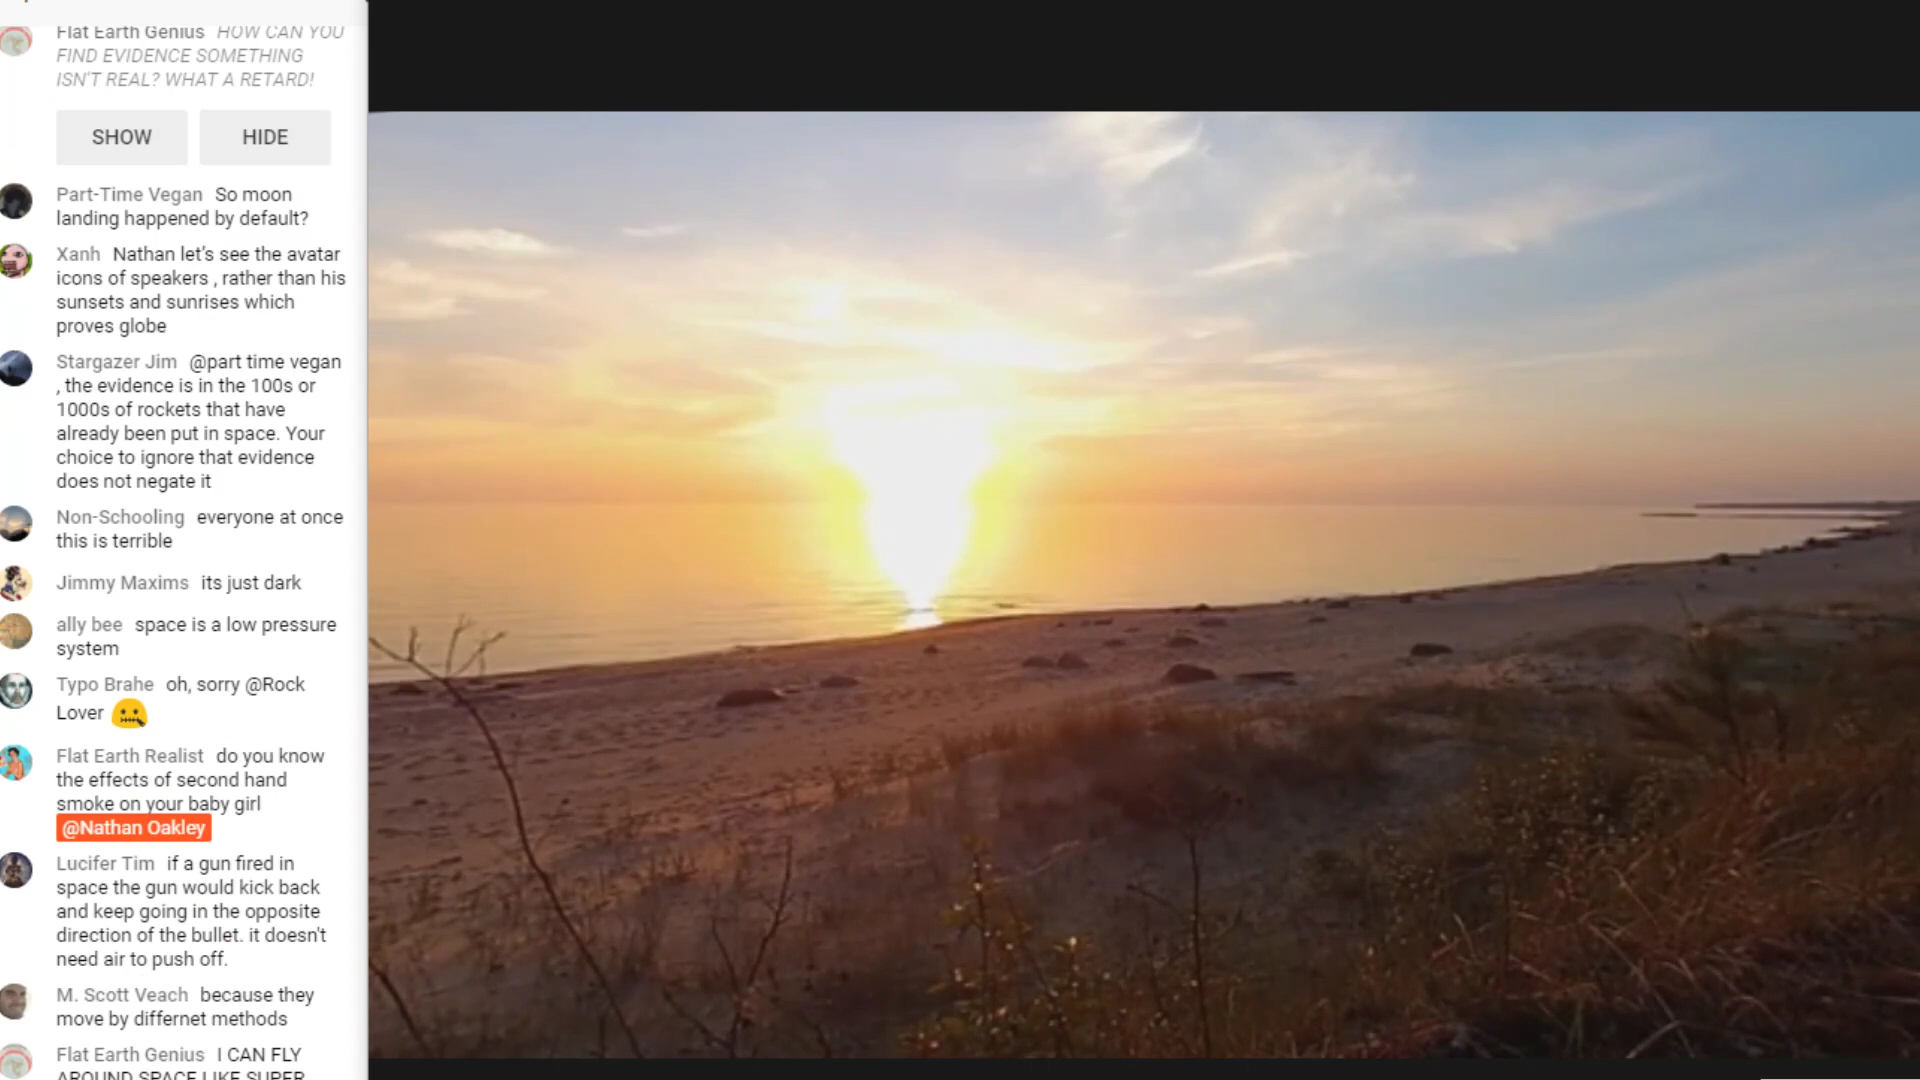 Flat Earth Genius HOW CAN YOU
FIND EVIDENCE SOMETHING
ISN'T REAL? WHAT A RETARD!
SHOW HIDE
Part-Time Vegan So moon
landing happened by default?
Xanh Nathan let's see the avatar
icons of speakers , rather than his
sunsets and sunrises which
proves globe
Stargazer Jim @part time vegan
, the evidence is in the 100s or
1000s of rockets that have
already been put in space. Your
choice to ignore that evidence
does not negate it
Non-Schooling everyone at once
this is terrible
Jimmy Maxims its just dark
ally bee space is a low pressure
system
Typo Brahe oh, sorry @Rock
Lover
Flat Earth Realist do you know
the effects of second hand
smoke on your baby girl
@Nathan Oakley
Lucifer Tim if a gun fired in
space the gun would kick back
and keep going in the opposite
direction of the bullet. it doesn't
need air to push off.
M. Scott Veach because they
move by differnet methods
Flat Earth Genius I CAN FLY
AROUND SPACE LIKE SUPER